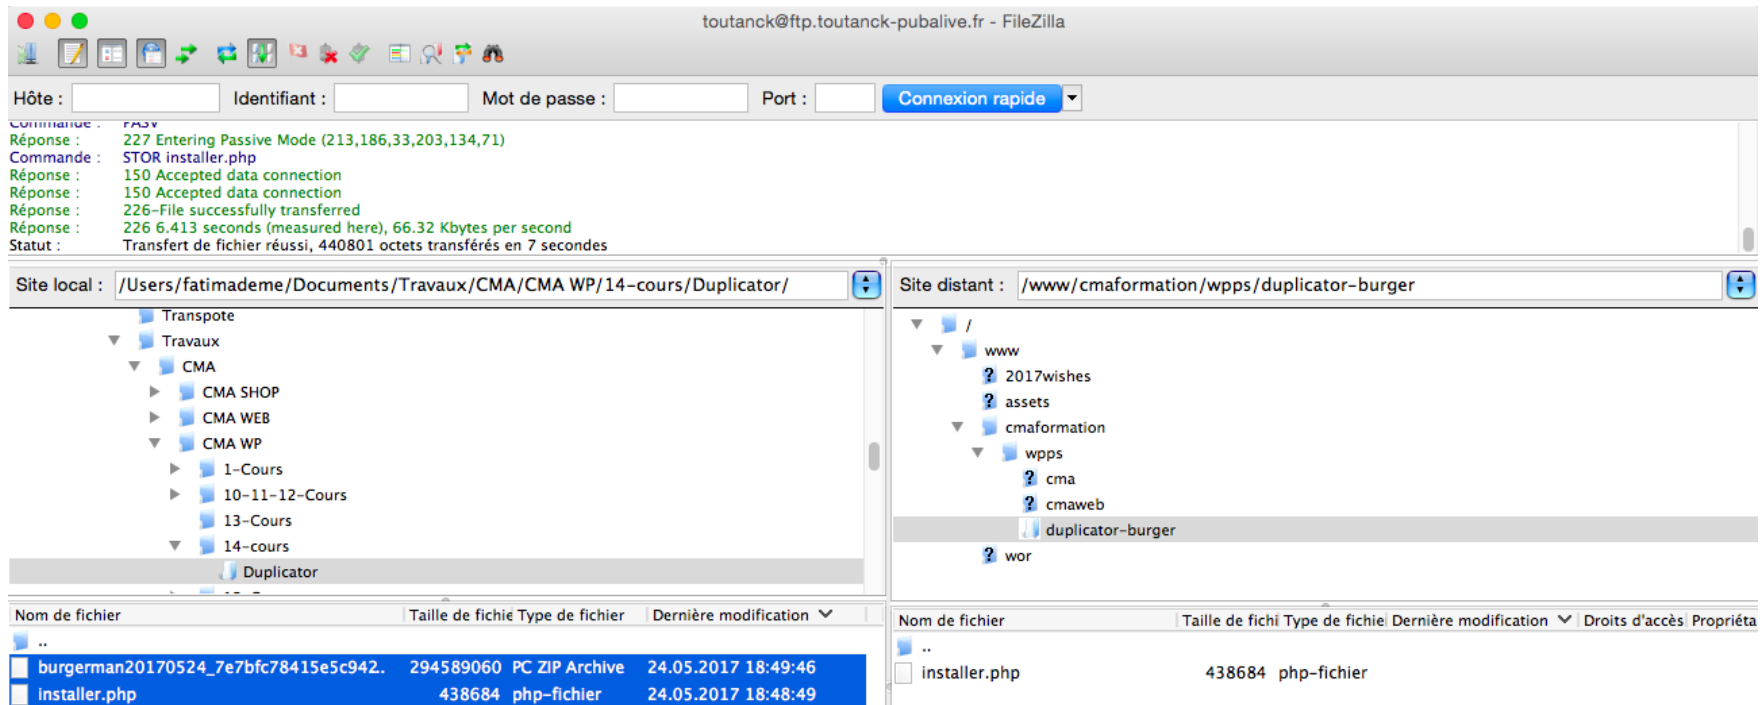 toutanck@ftp.toutanck-pubalive.fr - FileZilla
Hôte : Identifiant : Mot de passe : Port : Connexion rapide
Commande : PASV
Réponse : 227 Entering Passive Mode (213,186,33,203,134,71)
Commande : STOR installer.php
Réponse : 150 Accepted data connection
Réponse : 150 Accepted data connection
Réponse : 226-File successfully transferred
Réponse : 226 6.413 seconds (measured here), 66.32 Kbytes per second
Statut : Transfert de fichier réussi, 440801 octets transférés en 7 secondes
Site local : /Users/fatimademe/Documents/Travaux/CMA/CMA WP/14-cours/Duplicator/
Transpote
Travaux
CMA
CMA SHOP
CMA WEB
CMA WP
1-Cours
10-11-12-Cours
13-Cours
14-cours
Duplicator
Nom de fichier Taille de fichie Type de fichier Dernière modification
..
burgerman20170524_7e7bfc78415e5c942.. 294589060 PC ZIP Archive 24.05.2017 18:49:46
installer.php 438684 php-fichier 24.05.2017 18:48:49
Site distant : /www/cmaformation/wpps/duplicator-burger
/
www
2017wishes
assets
cmaformation
wpps
cma
cmaweb
duplicator-burger
wor
Nom de fichier Taille de fichi Type de fichie Dernière modification Droits d'accès Propriéta
..
installer.php 438684 php-fichier